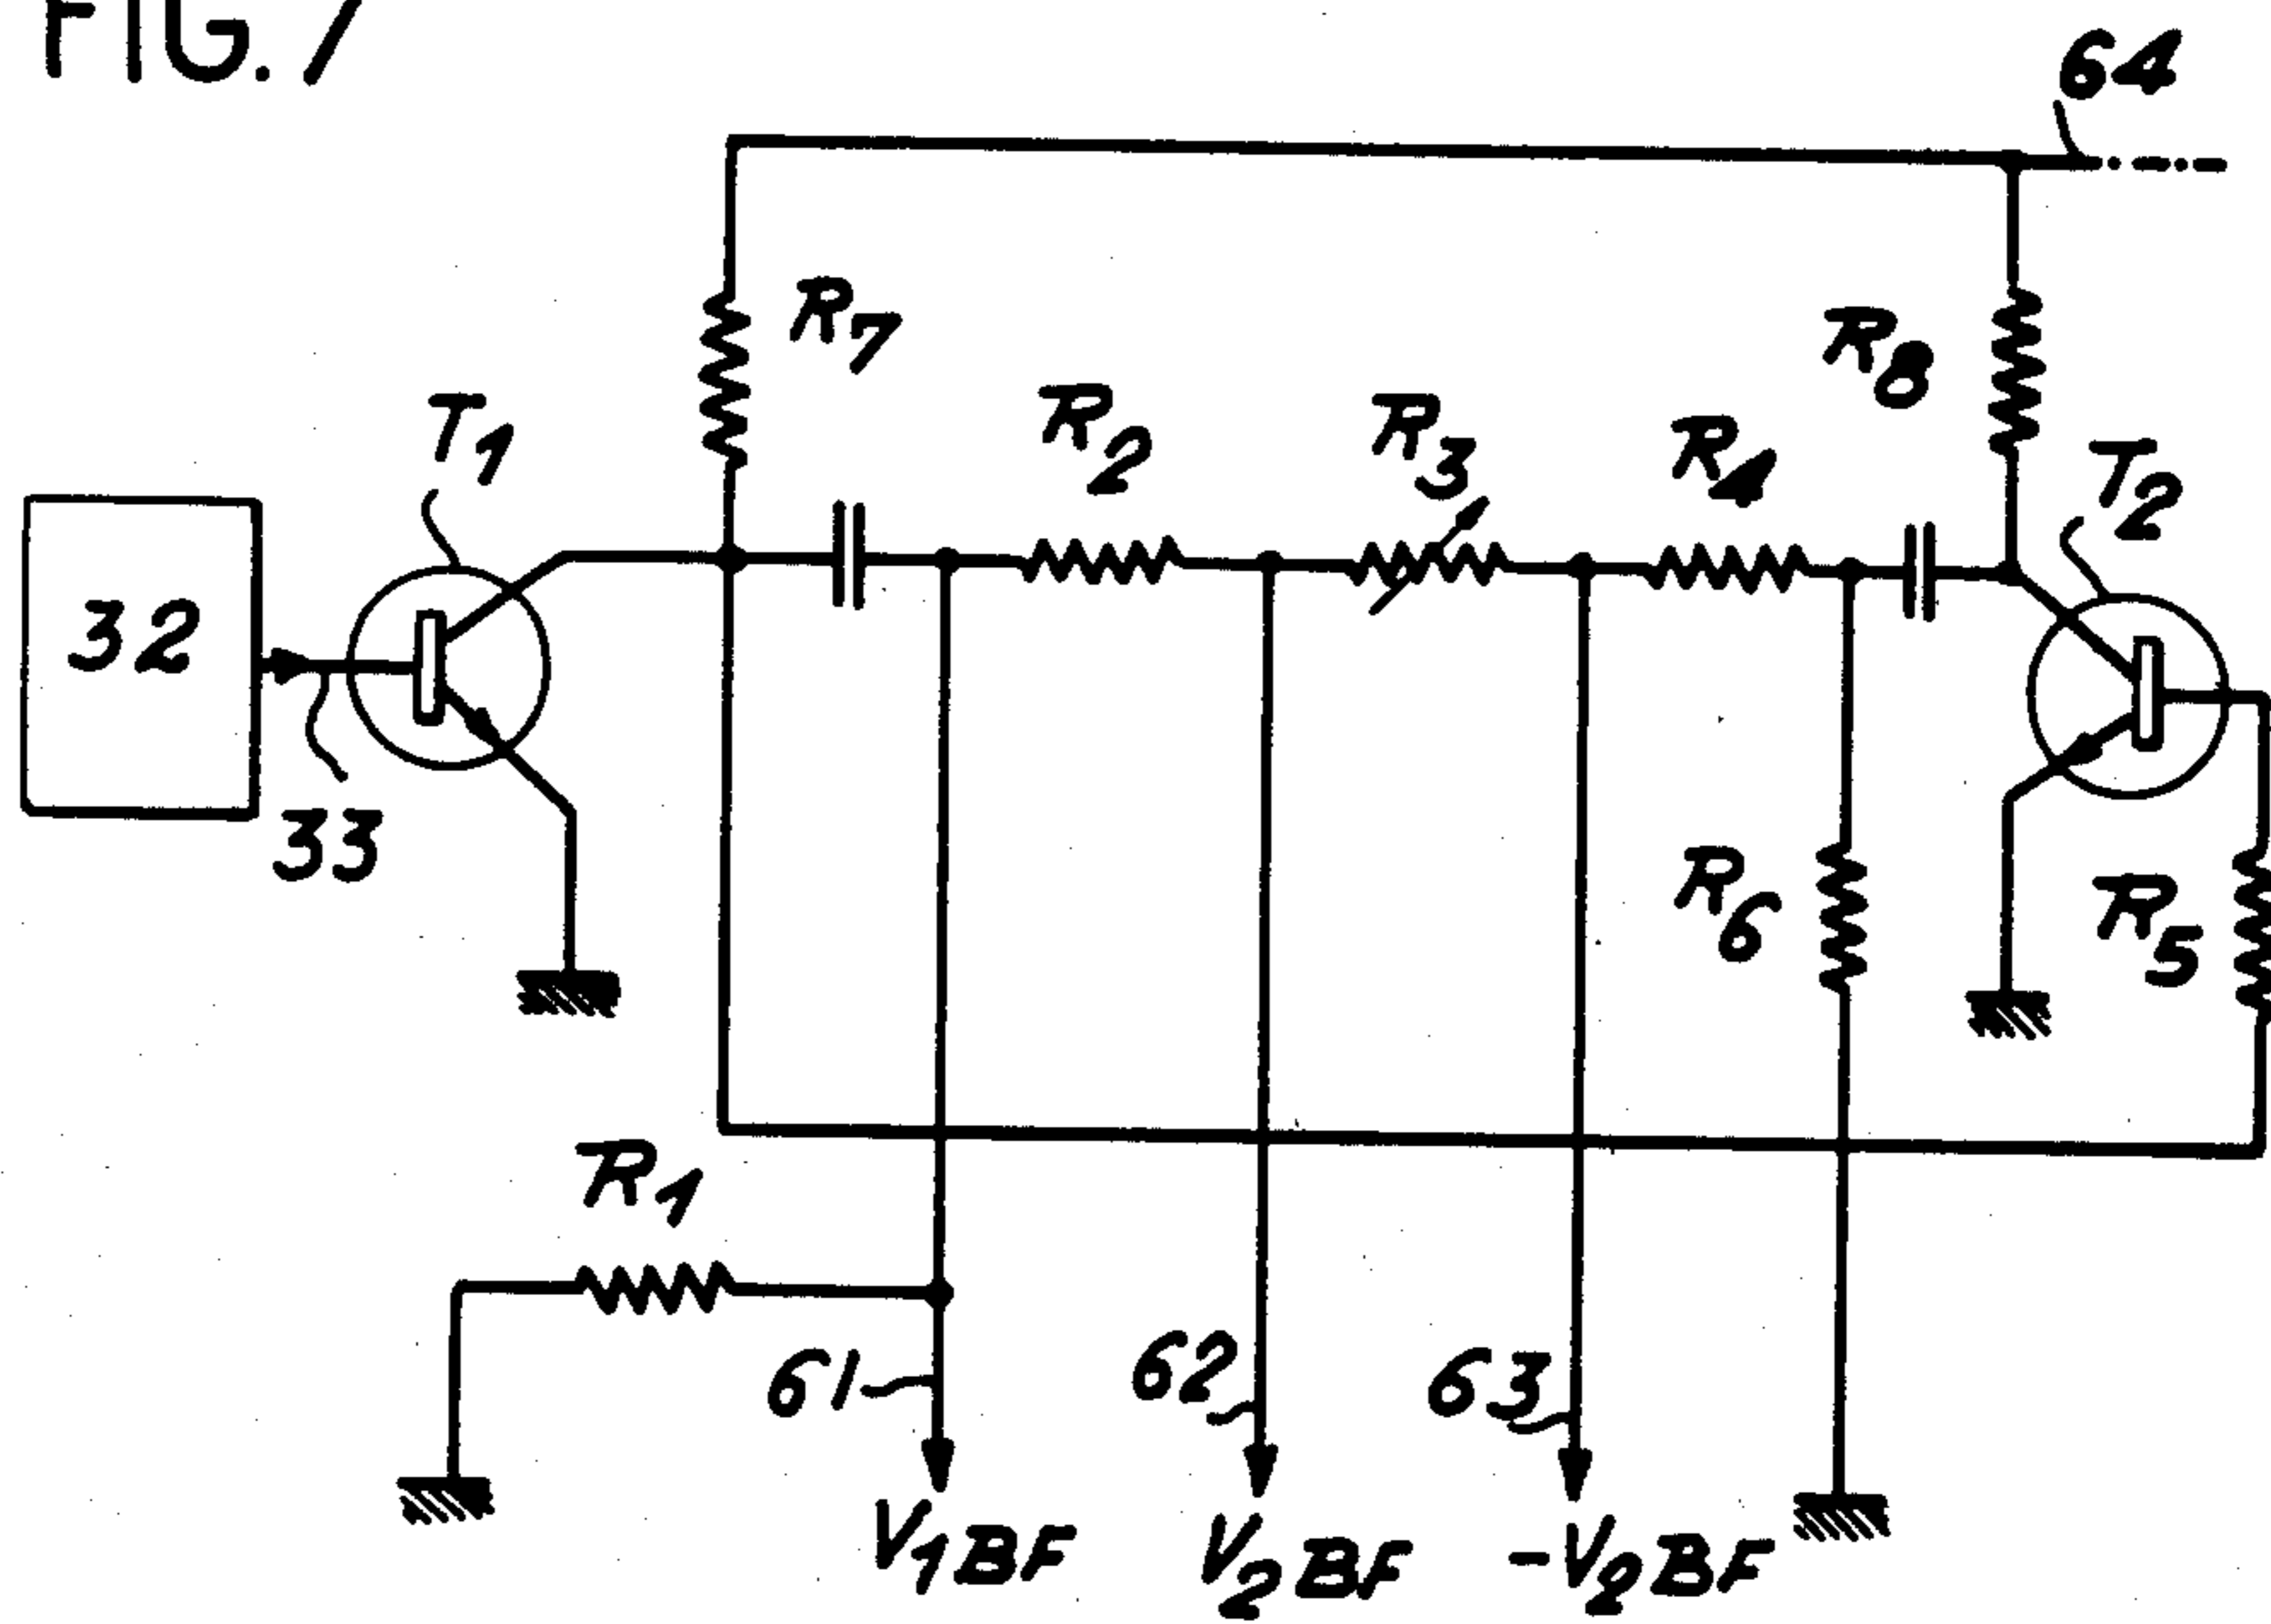 FIG. 7
64
R7
R8
T1
R2
R3
R4
T2
32
33
R6
R5
R1
61
62
63
V1BF
V2BF
-V2BF